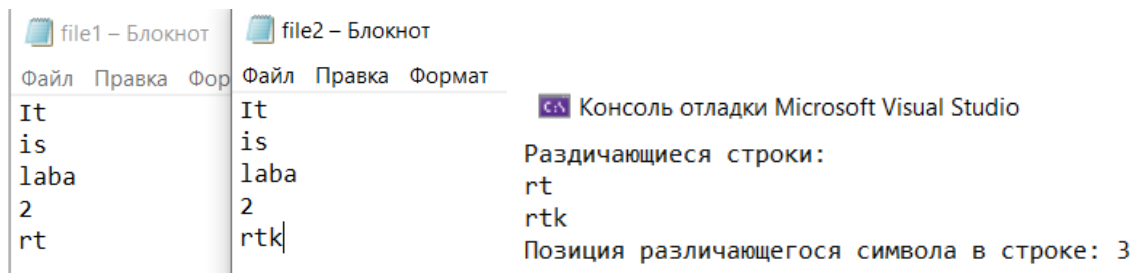 file1 – Блокнот
Файл Правка Фор
It
is
laba
2
rt
file2 – Блокнот
Файл Правка Формат
It
is
laba
2
rtk
Консоль отладки Microsoft Visual Studio
Раздичающиеся строки:
rt
rtk
Позиция различающегося символа в строке: 3